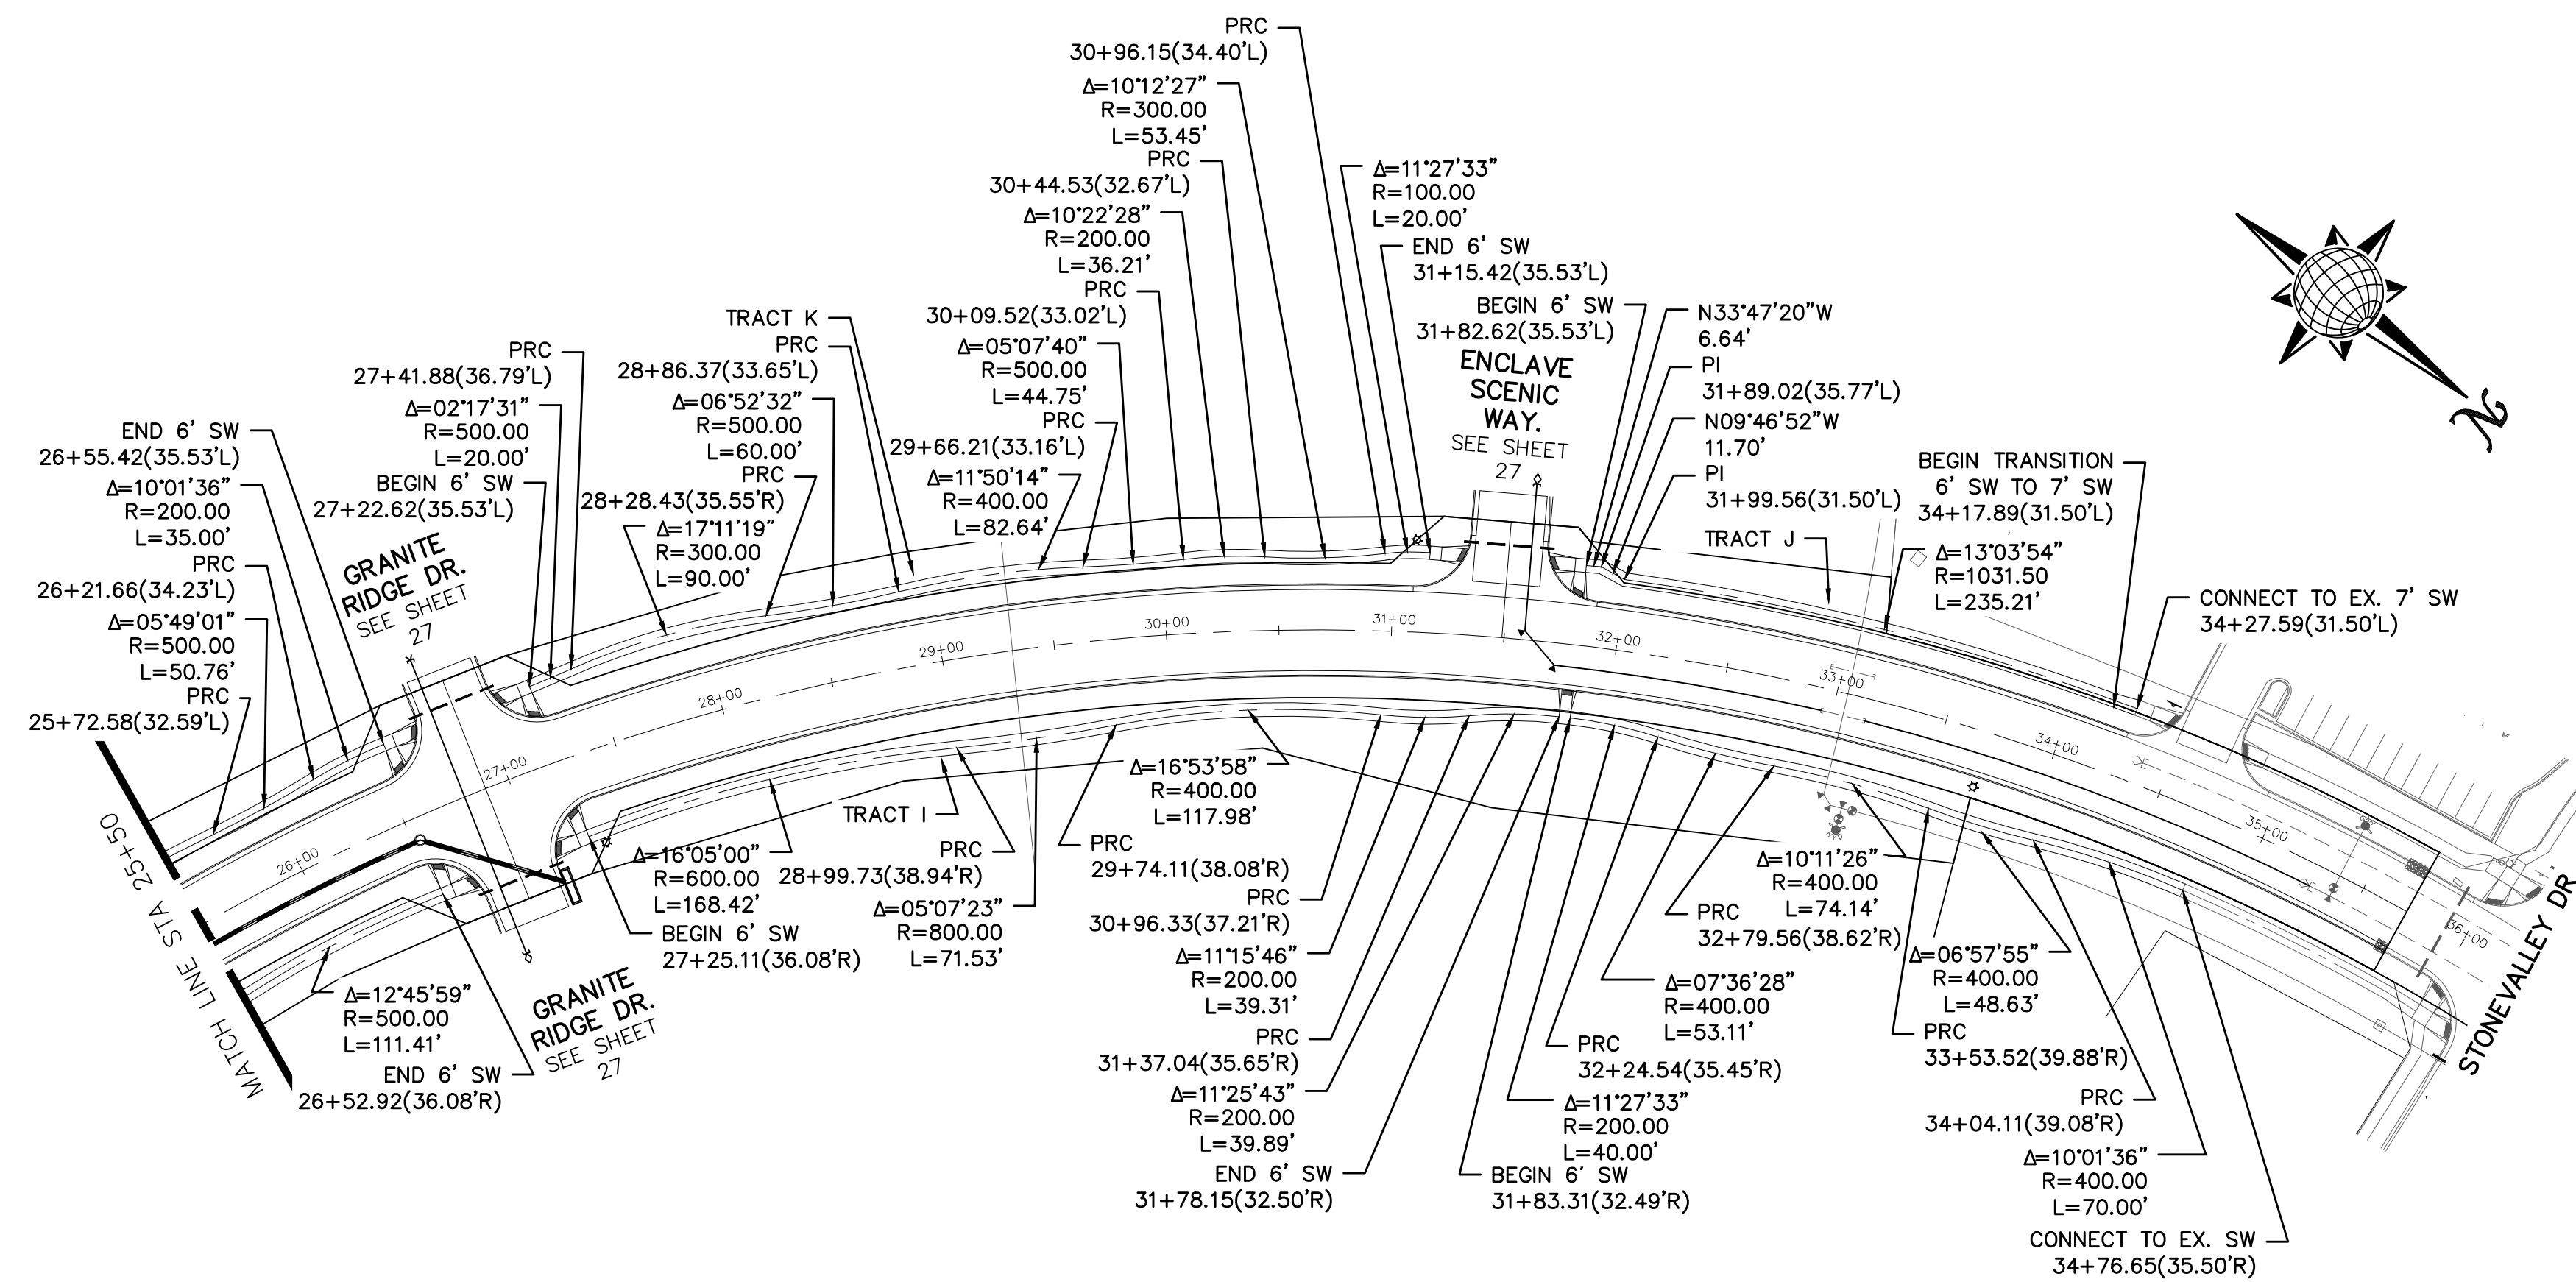 PRC
30+96.15(34.40'L)
Δ=10°12'27"
R=300.00
L=53.45'
PRC
30+44.53(32.67'L)
Δ=10°22'28"
R=200.00
L=36.21'
PRC
30+09.52(33.02'L)
Δ=05°07'40"
R=500.00
L=44.75'
PRC
29+66.21(33.16'L)
Δ=11°50'14"
R=400.00
L=82.64'
Δ=11°27'33"
R=100.00
L=20.00'
END 6' SW
31+15.42(35.53'L)
BEGIN 6' SW
31+82.62(35.53'L)
ENCLAVE
SCENIC
WAY.
SEE SHEET
27
N33°47'20"W
6.64'
PI
31+89.02(35.77'L)
N09°46'52"W
11.70'
PI
31+99.56(31.50'L)
TRACT J
BEGIN TRANSITION
6' SW TO 7' SW
34+17.89(31.50'L)
Δ=13°03'54"
R=1031.50
L=235.21'
CONNECT TO EX. 7' SW
34+27.59(31.50'L)
N
TRACT K
PRC
28+86.37(33.65'L)
Δ=06°52'32"
R=500.00
L=60.00'
PRC
28+28.43(35.55'R)
Δ=17°11'19"
R=300.00
L=90.00'
PRC
27+41.88(36.79'L)
Δ=02°17'31"
R=500.00
L=20.00'
BEGIN 6' SW
27+22.62(35.53'L)
GRANITE
RIDGE DR.
SEE SHEET
27
END 6' SW
26+55.42(35.53'L)
Δ=10°01'36"
R=200.00
L=35.00'
PRC
26+21.66(34.23'L)
Δ=05°49'01"
R=500.00
L=50.76'
PRC
25+72.58(32.59'L)
MATCH LINE STA 25+50
26+00
27+00
28+00
29+00
30+00
31+00
32+00
33+00
34+00
35+00
36+00
E
Δ=12°45'59"
R=500.00
L=111.41'
END 6' SW
26+52.92(36.08'R)
GRANITE
RIDGE DR.
SEE SHEET
27
Δ=16°05'00"
R=600.00
L=168.42'
BEGIN 6' SW
27+25.11(36.08'R)
TRACT I
PRC
28+99.73(38.94'R)
Δ=05°07'23"
R=800.00
L=71.53'
PRC
29+74.11(38.08'R)
Δ=16°53'58"
R=400.00
L=117.98'
PRC
30+96.33(37.21'R)
Δ=11°15'46"
R=200.00
L=39.31'
PRC
31+37.04(35.65'R)
Δ=11°25'43"
R=200.00
L=39.89'
END 6' SW
31+78.15(32.50'R)
BEGIN 6' SW
31+83.31(32.49'R)
Δ=11°27'33"
R=200.00
L=40.00'
PRC
32+24.54(35.45'R)
Δ=07°36'28"
R=400.00
L=53.11'
PRC
32+79.56(38.62'R)
Δ=10°11'26"
R=400.00
L=74.14'
PRC
33+53.52(39.88'R)
Δ=06°57'55"
R=400.00
L=48.63'
PRC
34+04.11(39.08'R)
Δ=10°01'36"
R=400.00
L=70.00'
CONNECT TO EX. SW
34+76.65(35.50'R)
STONEVALLEY DR.